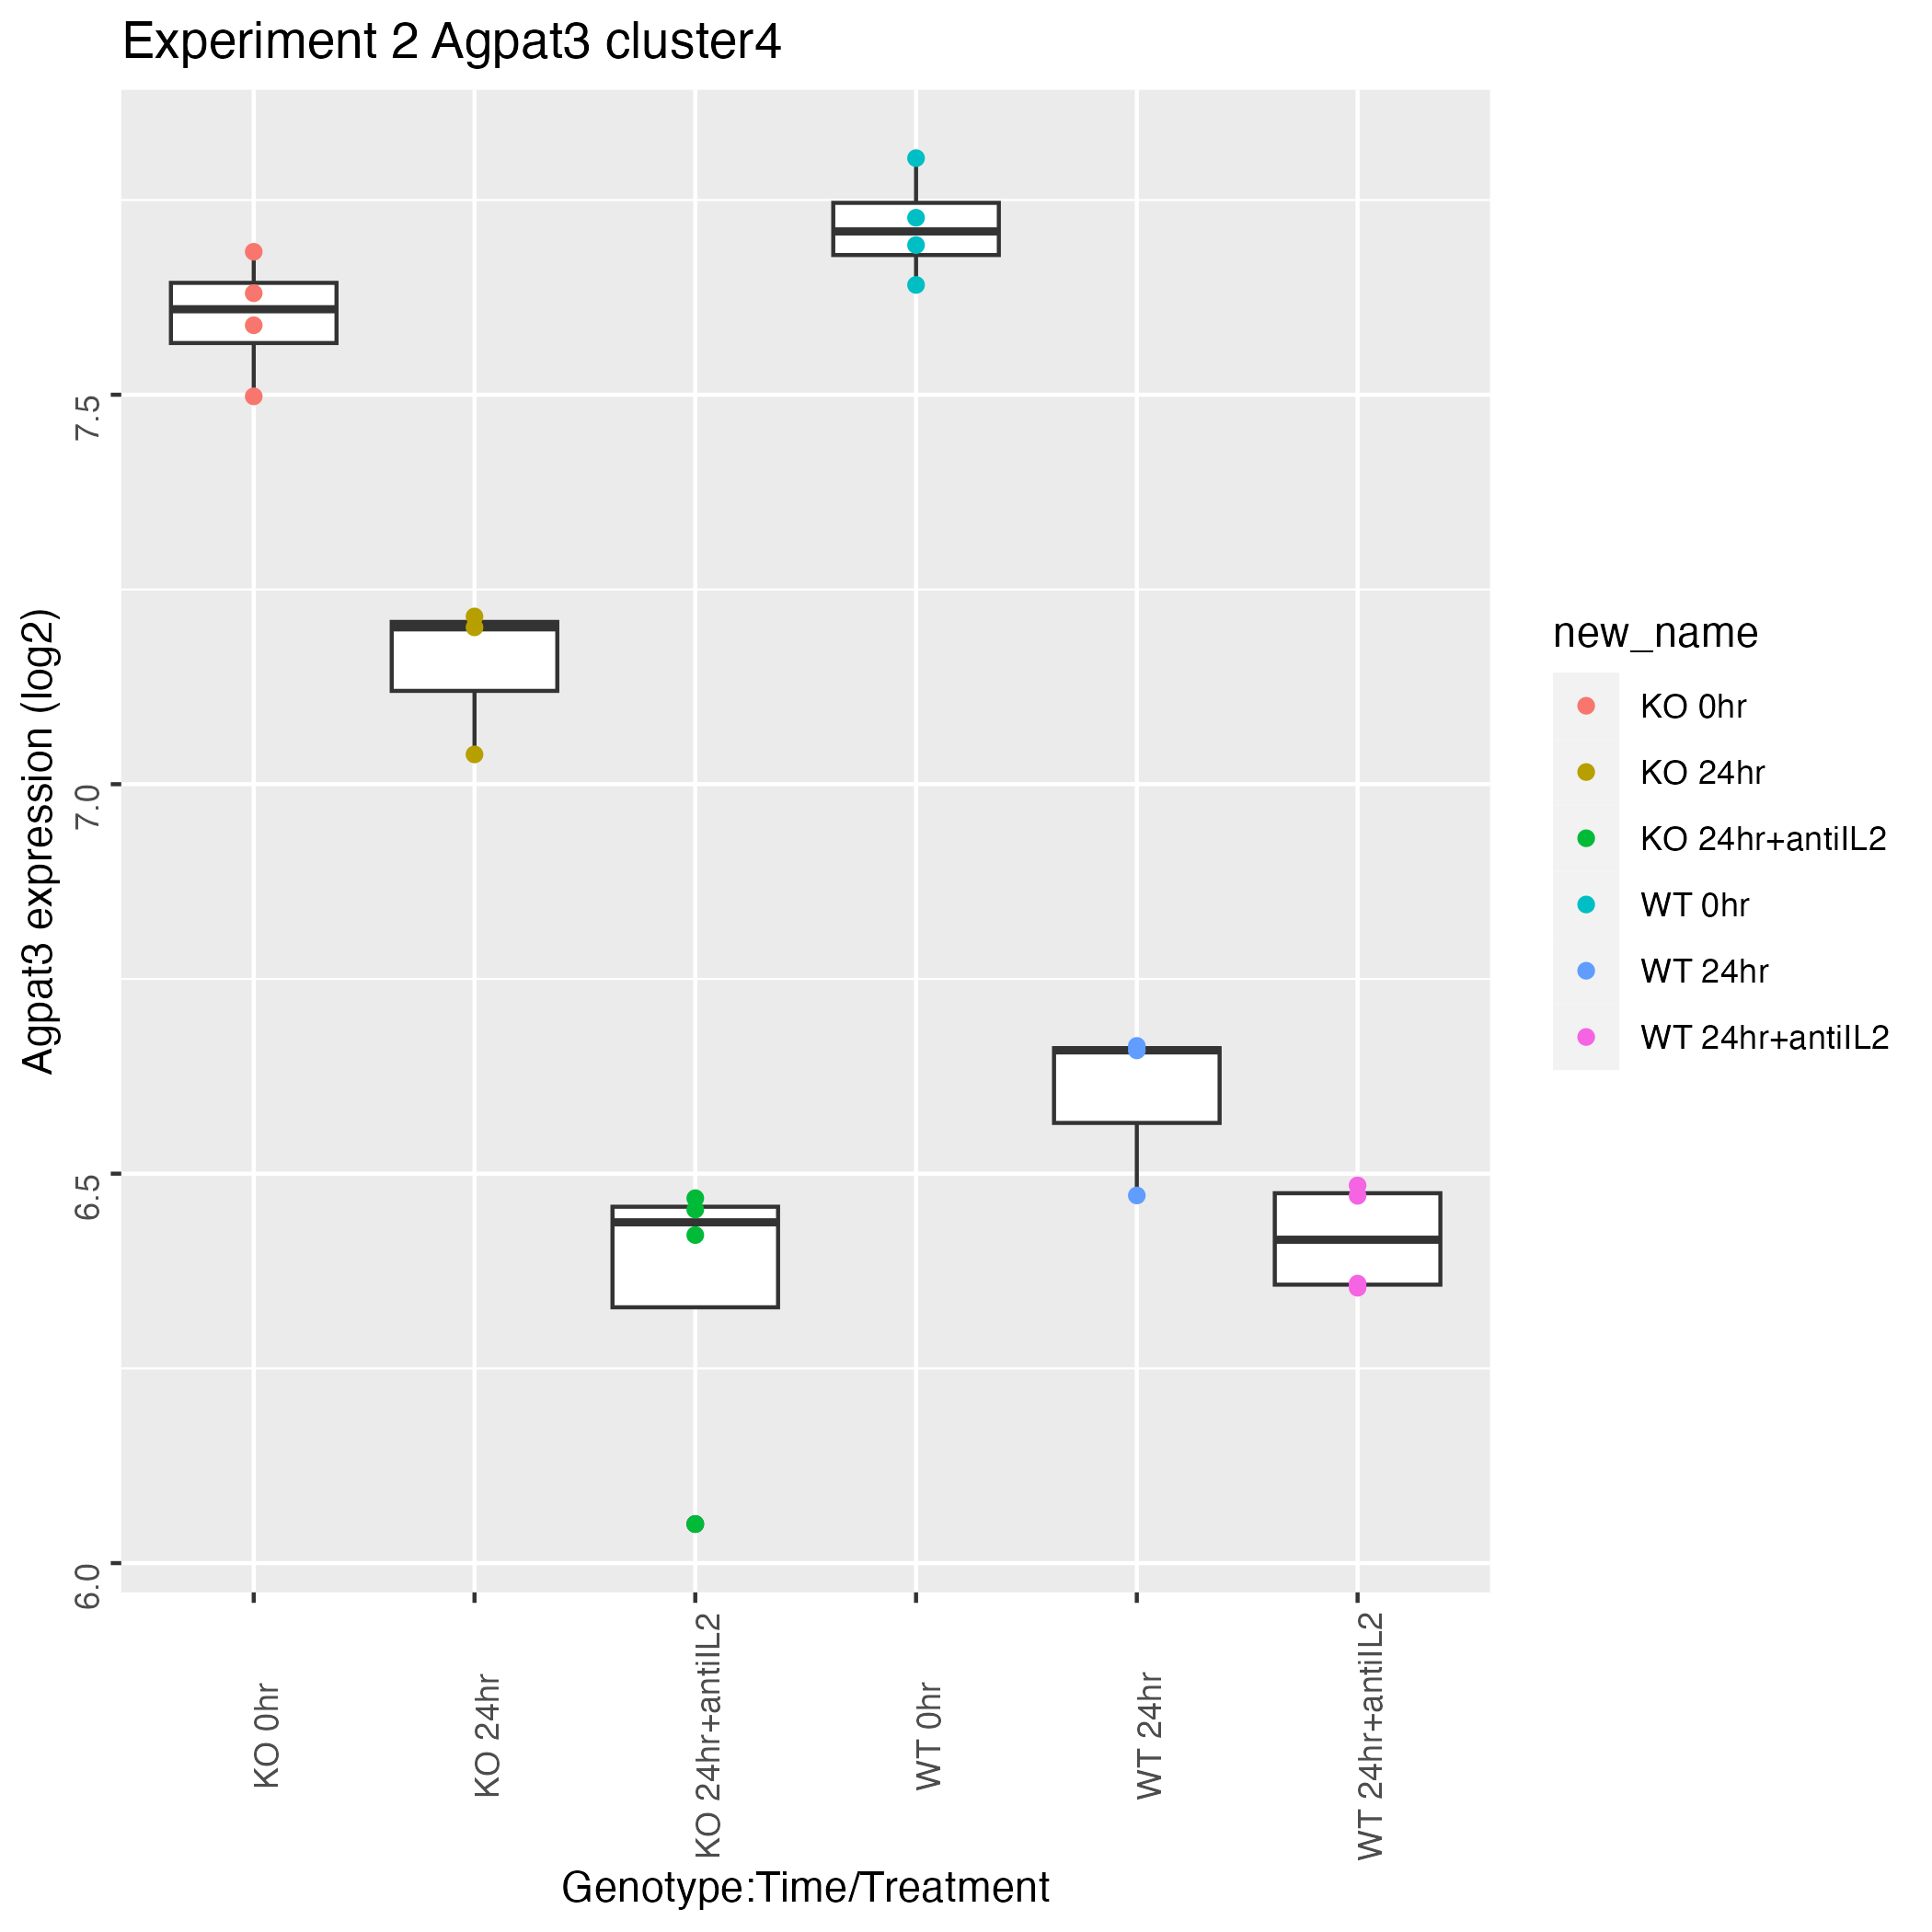 Experiment 2 Agpat3 cluster4
Agpat3 expression (log2)
7.5
7.0
6.5
6.0
KO 0hr
KO 24hr
KO 24hr+antiIL2
WT 0hr
WT 24hr
WT 24hr+antiIL2
Genotype:Time/Treatment
new_name
KO 0hr
KO 24hr
KO 24hr+antiIL2
WT 0hr
WT 24hr
WT 24hr+antiIL2